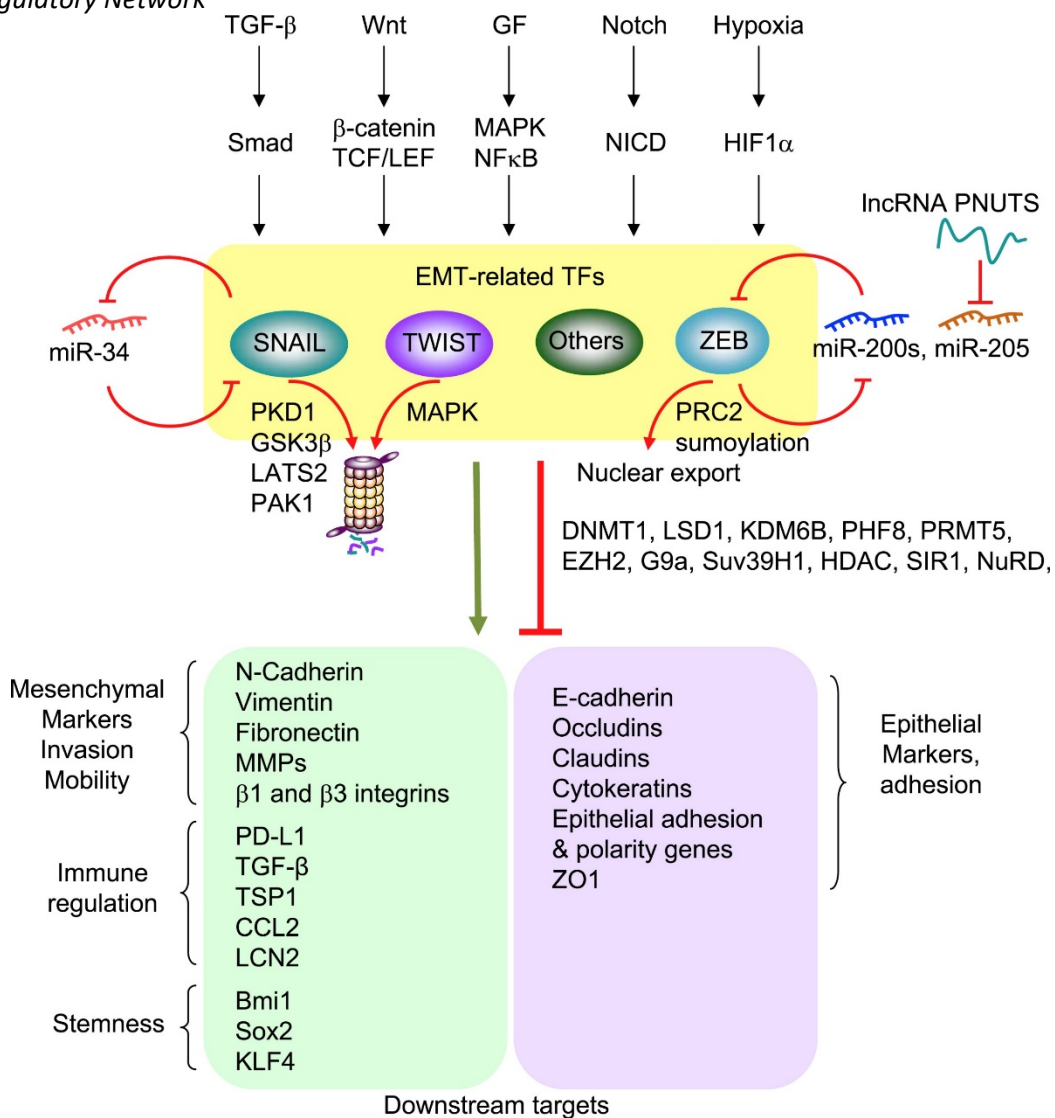 gulatory Network
TGF-β
Wnt
GF
Notch
Hypoxia
Smad
β-catenin
TCF/LEF
MAPK
NFκB
NICD
HIF1α
lncRNA PNUTS
EMT-related TFs
miR-34
SNAIL
TWIST
Others
ZEB
miR-200s, miR-205
PKD1
GSK3β
LATS2
PAK1
MAPK
PRC2
sumoylation
Nuclear export
DNMT1, LSD1, KDM6B, PHF8, PRMT5,
EZH2, G9a, Suv39H1, HDAC, SIR1, NuRD,
Mesenchymal
Markers
Invasion
Mobility
N-Cadherin
Vimentin
Fibronectin
MMPs
β1 and β3 integrins
Immune
regulation
PD-L1
TGF-β
TSP1
CCL2
LCN2
Stemness
Bmi1
Sox2
KLF4
E-cadherin
Occludins
Claudins
Cytokeratins
Epithelial adhesion
& polarity genes
ZO1
Epithelial
Markers,
adhesion
Downstream targets